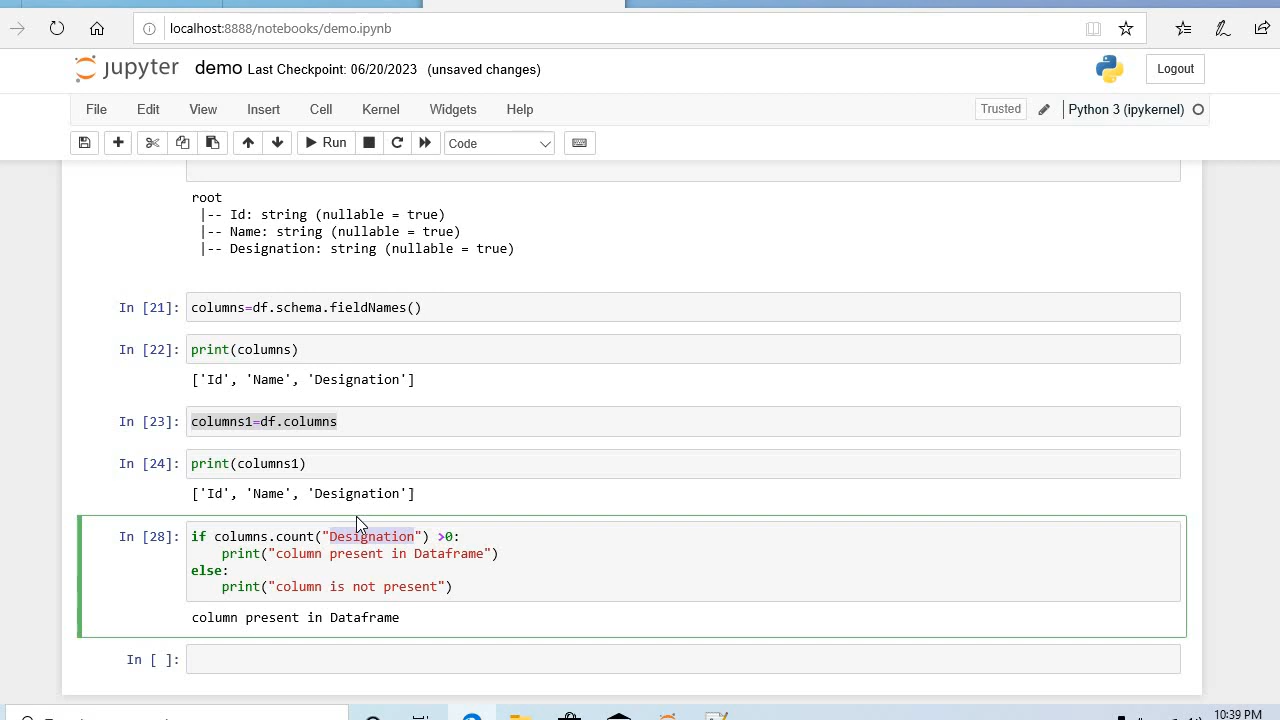 localhost:8888/notebooks/demo.ipynb
jupyter demo Last Checkpoint: 06/20/2023 (unsaved changes)
Logout
File Edit View Insert Cell Kernel Widgets Help
Trusted
Python 3 (ipykernel)
Run
Code
root
|-- Id: string (nullable = true)
|-- Name: string (nullable = true)
|-- Designation: string (nullable = true)
In [21]: columns=df.schema.fieldNames()
In [22]: print(columns)
['Id', 'Name', 'Designation']
In [23]: columns1=df.columns
In [24]: print(columns1)
['Id', 'Name', 'Designation']
In [28]: if columns.count("Designation") >0:
print("column present in Dataframe")
else:
print("column is not present")
column present in Dataframe
In [ ]:
10:39 PM